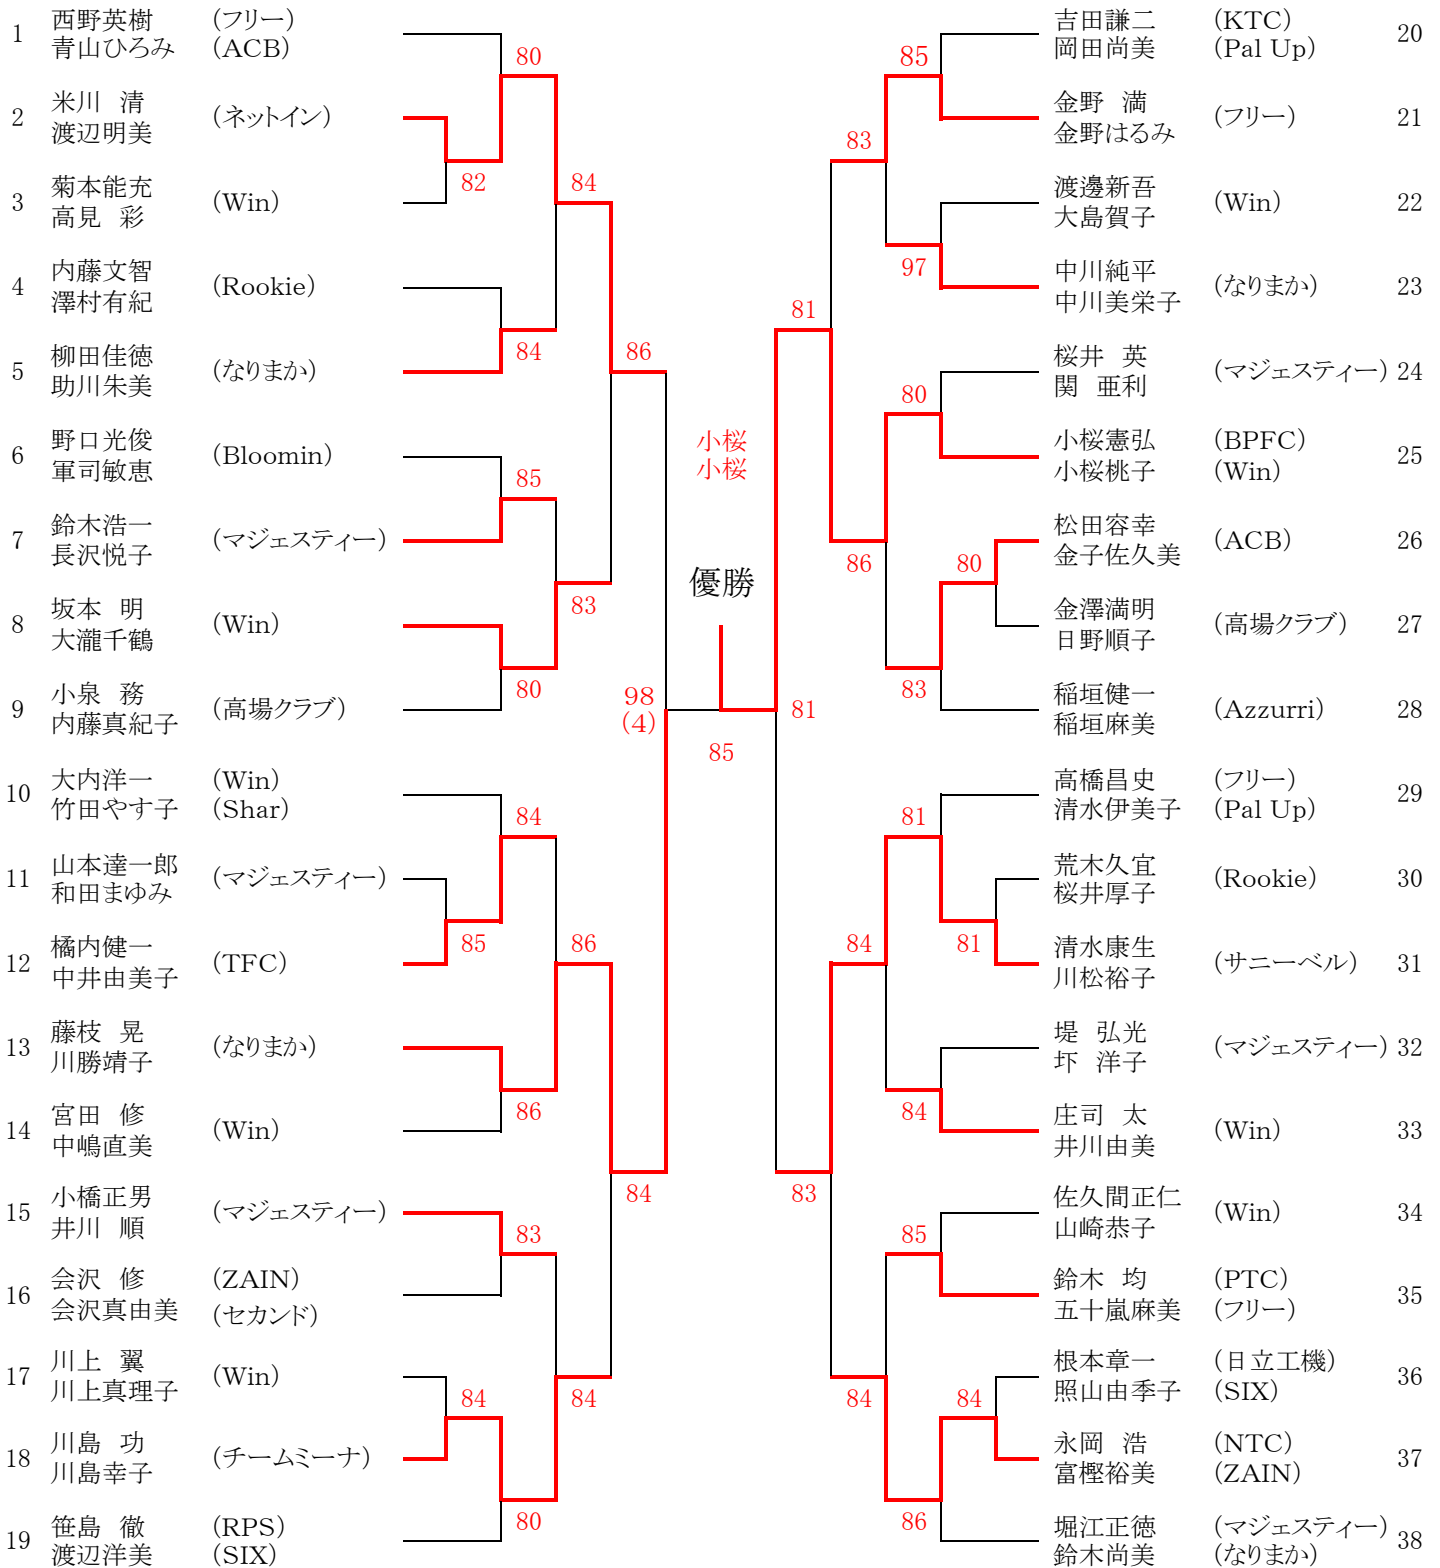 1 西野英樹 (フリー)
青山ひろみ (ACB)
80
2 米川 清 (ネットイン)
渡辺明美
82
3 菊本能充 (Win)
高見 彩
84
4 内藤文智 (Rookie)
澤村有紀
84
5 柳田佳徳 (なりまか)
助川朱美
86
6 野口光俊 (Bloomin)
軍司敏恵
85
7 鈴木浩一 (マジェスティー)
長沢悦子
83
8 坂本 明 (Win)
大瀧千鶴
80
9 小泉 務 (高場クラブ)
内藤真紀子
98
(4)
10 大内洋一 (Win)
竹田やす子 (Shar)
84
11 山本達一郎 (マジェスティー)
和田まゆみ
85
12 橘内健一 (TFC)
中井由美子
86
13 藤枝 晃 (なりまか)
川勝靖子
86
14 宮田 修 (Win)
中嶋直美
84
15 小橋正男 (マジェスティー)
井川 順
83
16 会沢 修 (ZAIN)
会沢真由美 (セカンド)
17 川上 翼 (Win)
川上真理子
84
84
18 川島 功 (チームミーナ)
川島幸子
80
19 笹島 徹 (RPS)
渡辺洋美 (SIX)
小桜
小桜
優勝
85
吉田謙二 (KTC) 20
岡田尚美 (Pal Up)
85
金野 満 (フリー) 21
金野はるみ
83
渡邊新吾 (Win) 22
大島賀子
97
中川純平 (なりまか) 23
中川美栄子
81
桜井 英 (マジェスティー) 24
関 亜利
80
小桜憲弘 (BPFC) 25
小桜桃子 (Win)
86
松田容幸 (ACB) 26
金子佐久美
80
金澤満明 (高場クラブ) 27
日野順子
83
稲垣健一 (Azzurri) 28
稲垣麻美
81
高橋昌史 (フリー) 29
清水伊美子 (Pal Up)
81
荒木久宜 (Rookie) 30
桜井厚子
84
81
清水康生 (サニーベル) 31
川松裕子
堤 弘光 (マジェスティー) 32
圷 洋子
84
庄司 太 (Win) 33
井川由美
83
佐久間正仁 (Win) 34
山崎恭子
85
鈴木 均 (PTC) 35
五十嵐麻美 (フリー)
根本章一 (日立工機) 36
照山由季子 (SIX)
84
84
永岡 浩 (NTC) 37
富樫裕美 (ZAIN)
86
堀江正徳 (マジェスティー) 38
鈴木尚美 (なりまか)